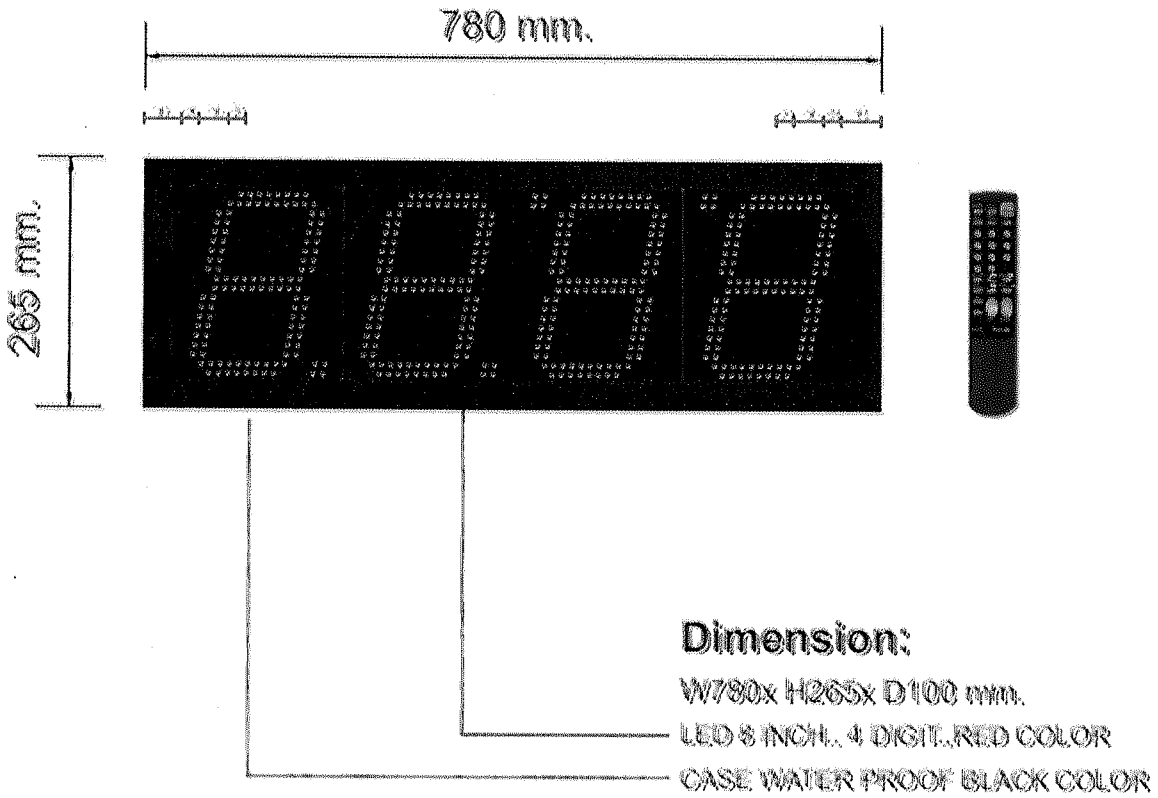 780 mm.
265 mm.
Dimension:
W780x H265x D100 mm.
LED 8 INCH., 4 DIGIT.,RED COLOR
CASE WATER PROOF BLACK COLOR